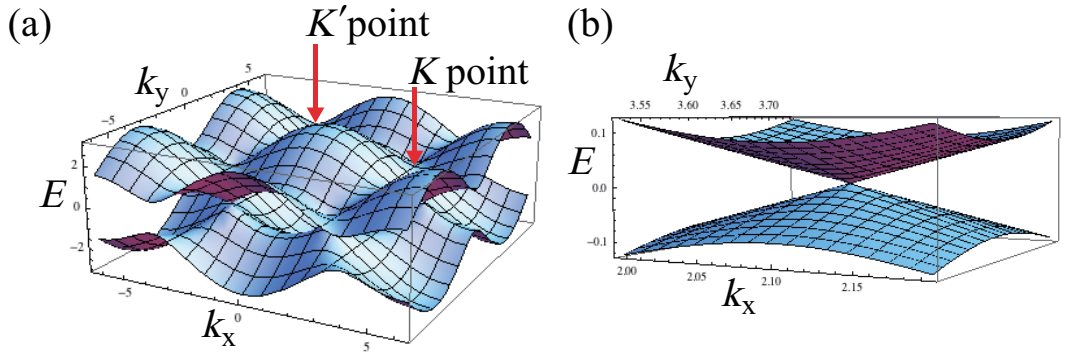 (a)
K′ point
K point
k_y
5
0
−5
2
E
0
−2
−5
0
5
k_x
(b)
k_y
3.55
3.60
3.65
3.70
0.1
E
0.0
−0.1
2.00
2.05
2.10
2.15
k_x